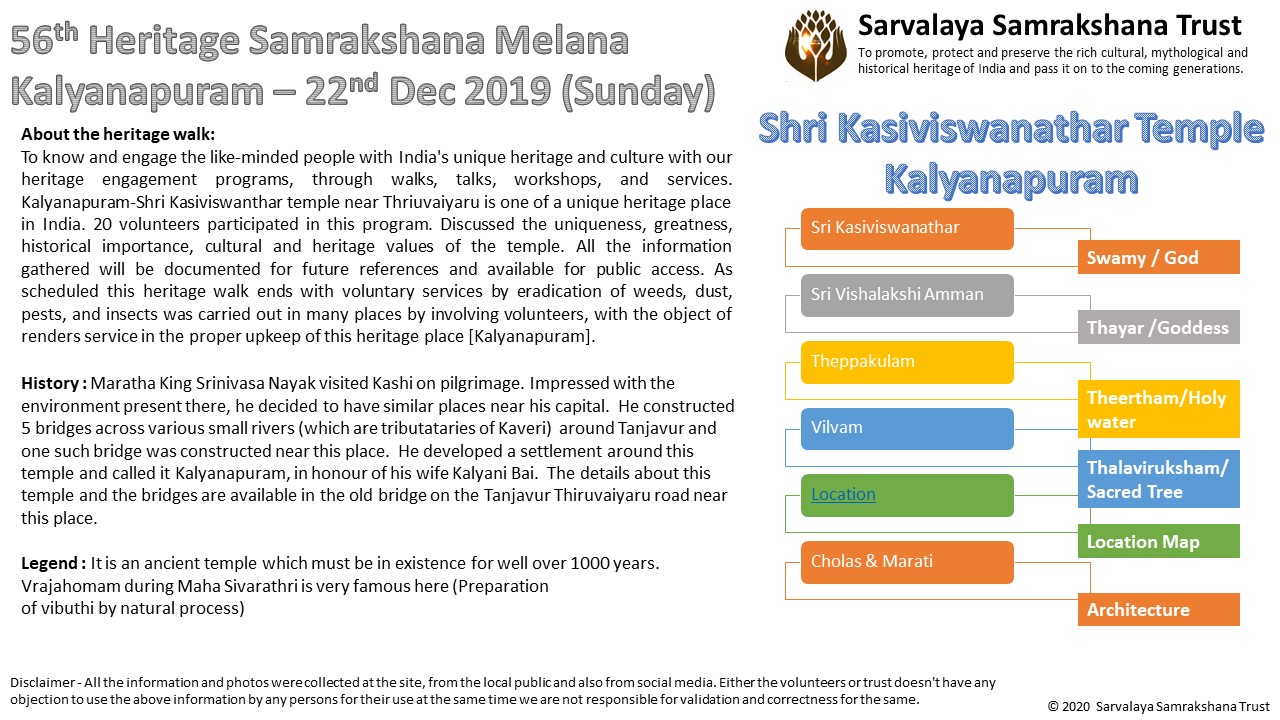 56th Heritage Samrakshana Melana
Kalyanapuram – 22nd Dec 2019 (Sunday)
Sarvalaya Samrakshana Trust
To promote, protect and preserve the rich cultural, mythological and
historical heritage of India and pass it on to the coming generations.
About the heritage walk:
To know and engage the like-minded people with India's unique heritage and culture with our
heritage engagement programs, through walks, talks, workshops, and services.
Kalyanapuram-Shri Kasiviswanthar temple near Thriuvaiyaru is one of a unique heritage place
in India. 20 volunteers participated in this program. Discussed the uniqueness, greatness,
historical importance, cultural and heritage values of the temple. All the information
gathered will be documented for future references and available for public access. As
scheduled this heritage walk ends with voluntary services by eradication of weeds, dust,
pests, and insects was carried out in many places by involving volunteers, with the object of
renders service in the proper upkeep of this heritage place [Kalyanapuram].
History : Maratha King Srinivasa Nayak visited Kashi on pilgrimage. Impressed with the
environment present there, he decided to have similar places near his capital. He constructed
5 bridges across various small rivers (which are tributataries of Kaveri) around Tanjavur and
one such bridge was constructed near this place. He developed a settlement around this
temple and called it Kalyanapuram, in honour of his wife Kalyani Bai. The details about this
temple and the bridges are available in the old bridge on the Tanjavur Thiruvaiyaru road near
this place.
Legend : It is an ancient temple which must be in existence for well over 1000 years.
Vrajahomam during Maha Sivarathri is very famous here (Preparation
of vibuthi by natural process)
Shri Kasiviswanathar Temple
Kalyanapuram
Sri Kasiviswanathar
Swamy / God
Sri Vishalakshi Amman
Thayar /Goddess
Theppakulam
Theertham/Holy
water
Vilvam
Thalaviruksham/
Sacred Tree
Location
Location Map
Cholas & Marati
Architecture
Disclaimer - All the information and photos were collected at the site, from the local public and also from social media. Either the volunteers or trust doesn't have any
objection to use the above information by any persons for their use at the same time we are not responsible for validation and correctness for the same.
© 2020 Sarvalaya Samrakshana Trust